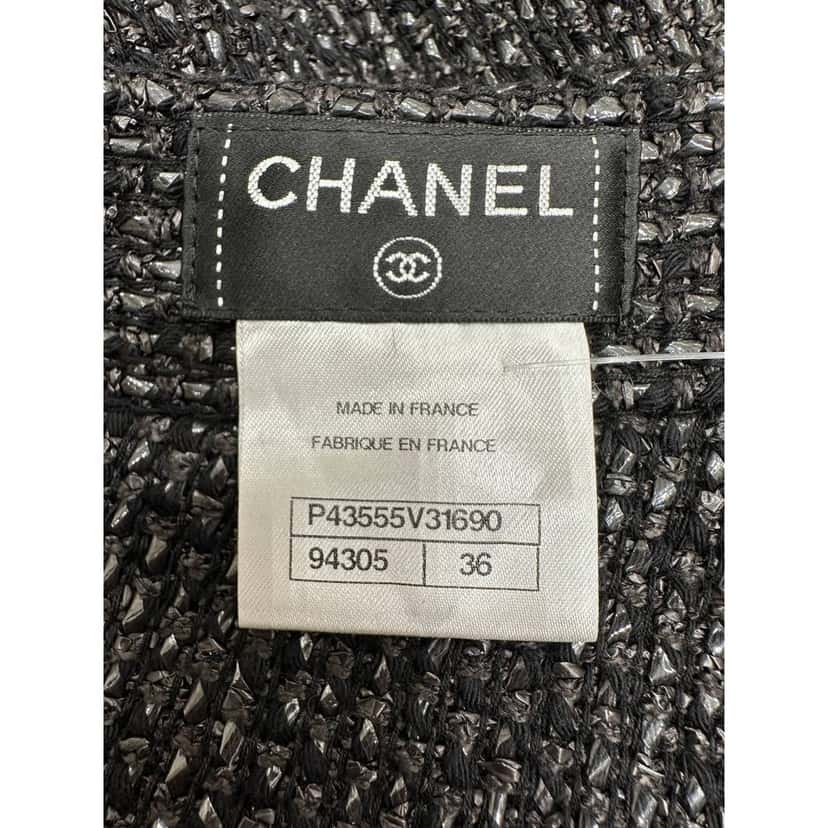 CHANEL
MADE IN FRANCE
FABRIQUE EN FRANCE
P43555V31690
94305 36